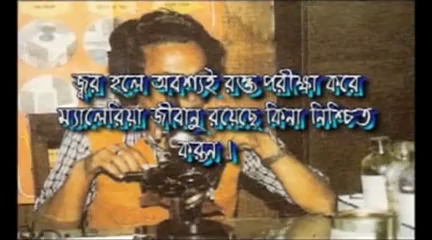 জ্বর হলে অবশ্যই রক্ত পরীক্ষা করে
ম্যালেরিয়া জীবানু রয়েছে কিনা নিশ্চিত
করুন ।